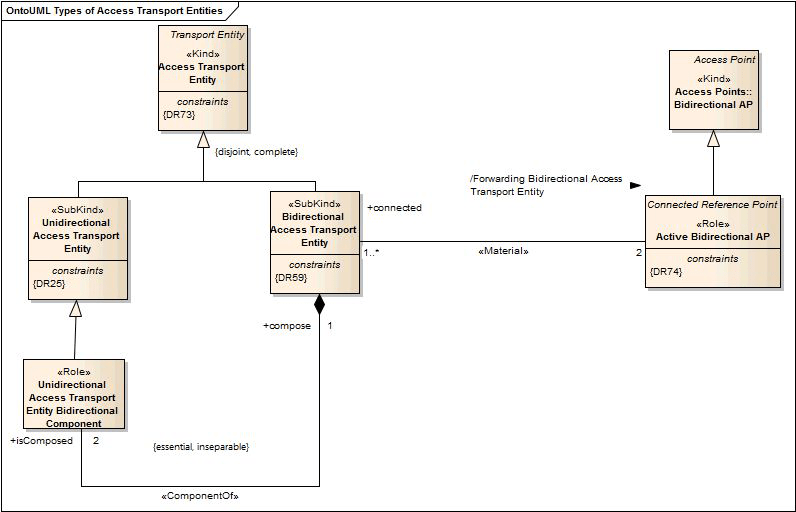 OntoUML Types of Access Transport Entities
Transport Entity
«Kind»
Access Transport
Entity
constraints
{DR73}
Access Point
«Kind»
Access Points::
Bidirectional AP
{disjoint, complete}
«SubKind»
Unidirectional
Access Transport
Entity
constraints
{DR25}
«SubKind»
Bidirectional
Access Transport
Entity
constraints
{DR59}
+connected
1..*
/Forwarding Bidirectional Access
Transport Entity
«Material»
2
Connected Reference Point
«Role»
Active Bidirectional AP
constraints
{DR74}
+compose
1
«Role»
Unidirectional
Access Transport
Entity Bidirectional
Component
+isComposed
2
{essential, inseparable}
«ComponentOf»